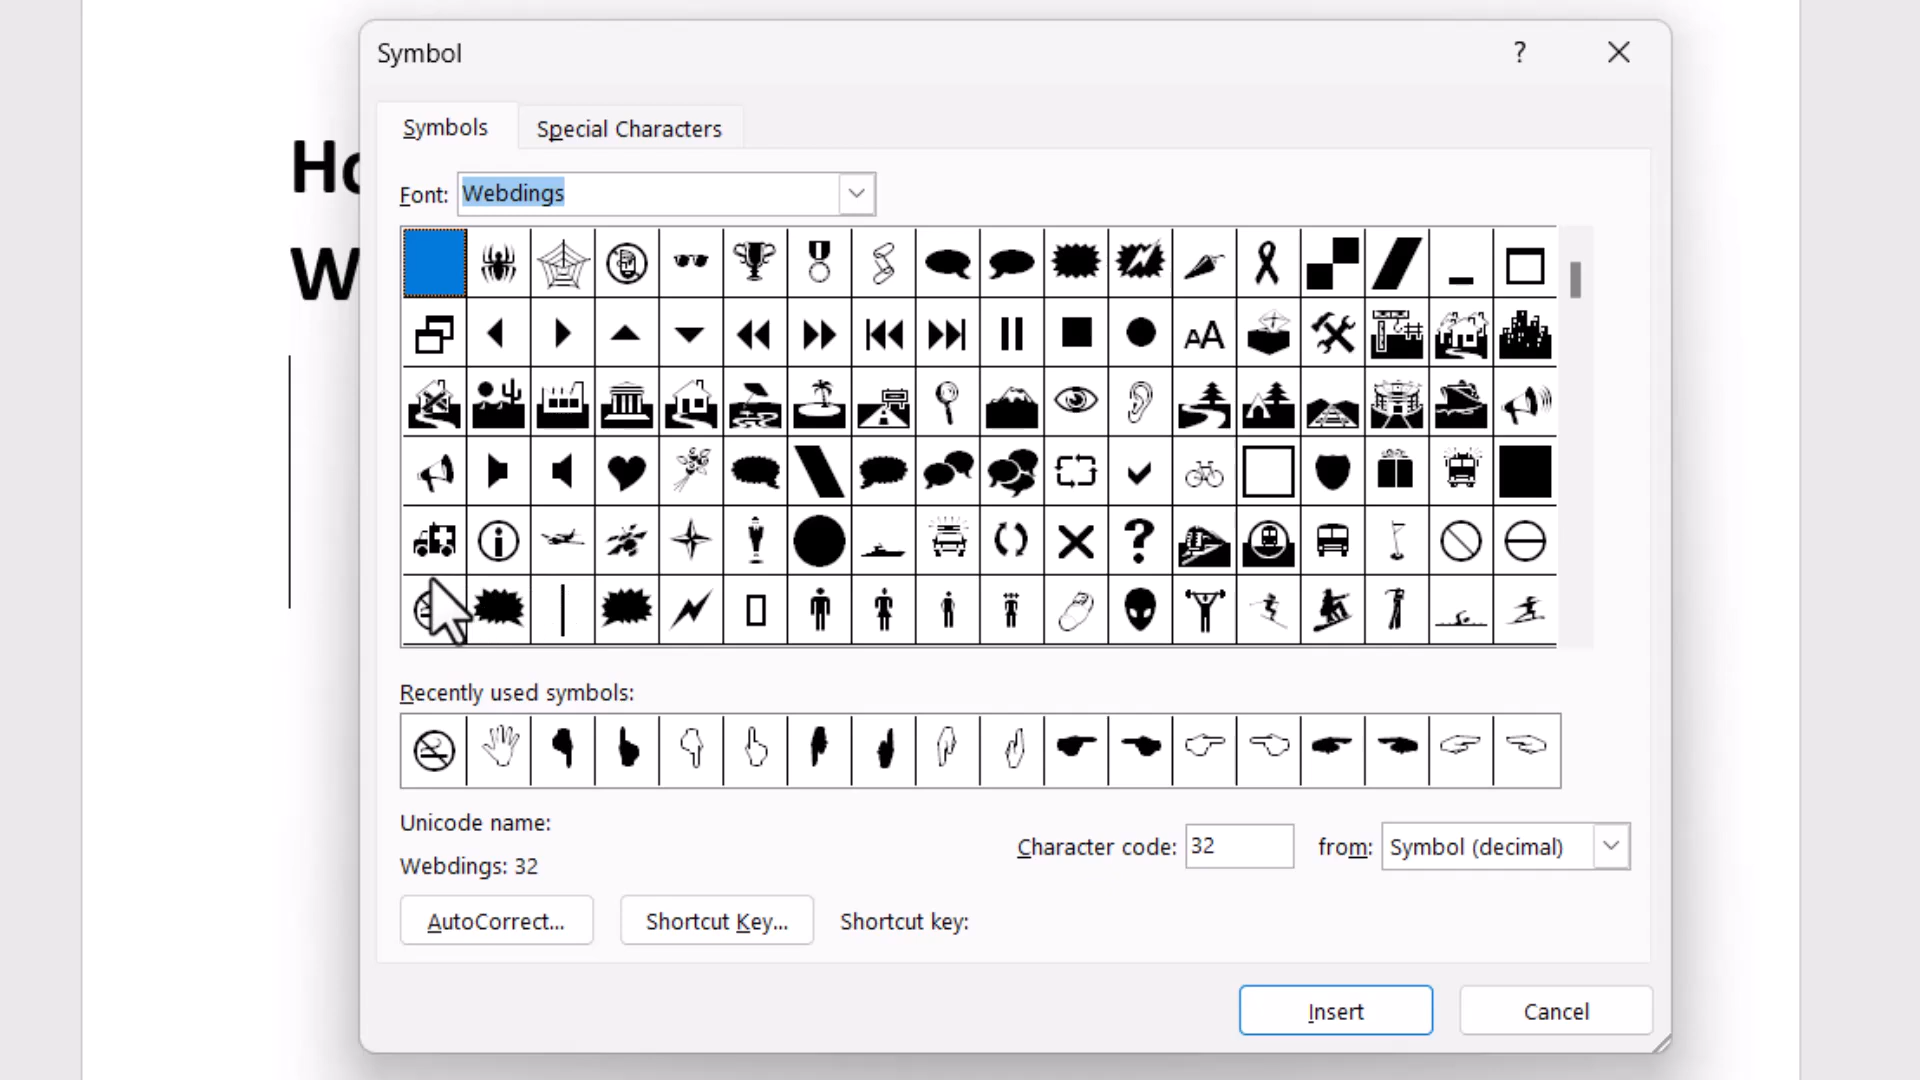 Symbol
?
Symbols
Special Characters
Font: Webdings
Recently used symbols:
Unicode name:
Webdings: 32
Character code: 32 from: Symbol (decimal)
AutoCorrect... Shortcut Key... Shortcut key:
Insert Cancel